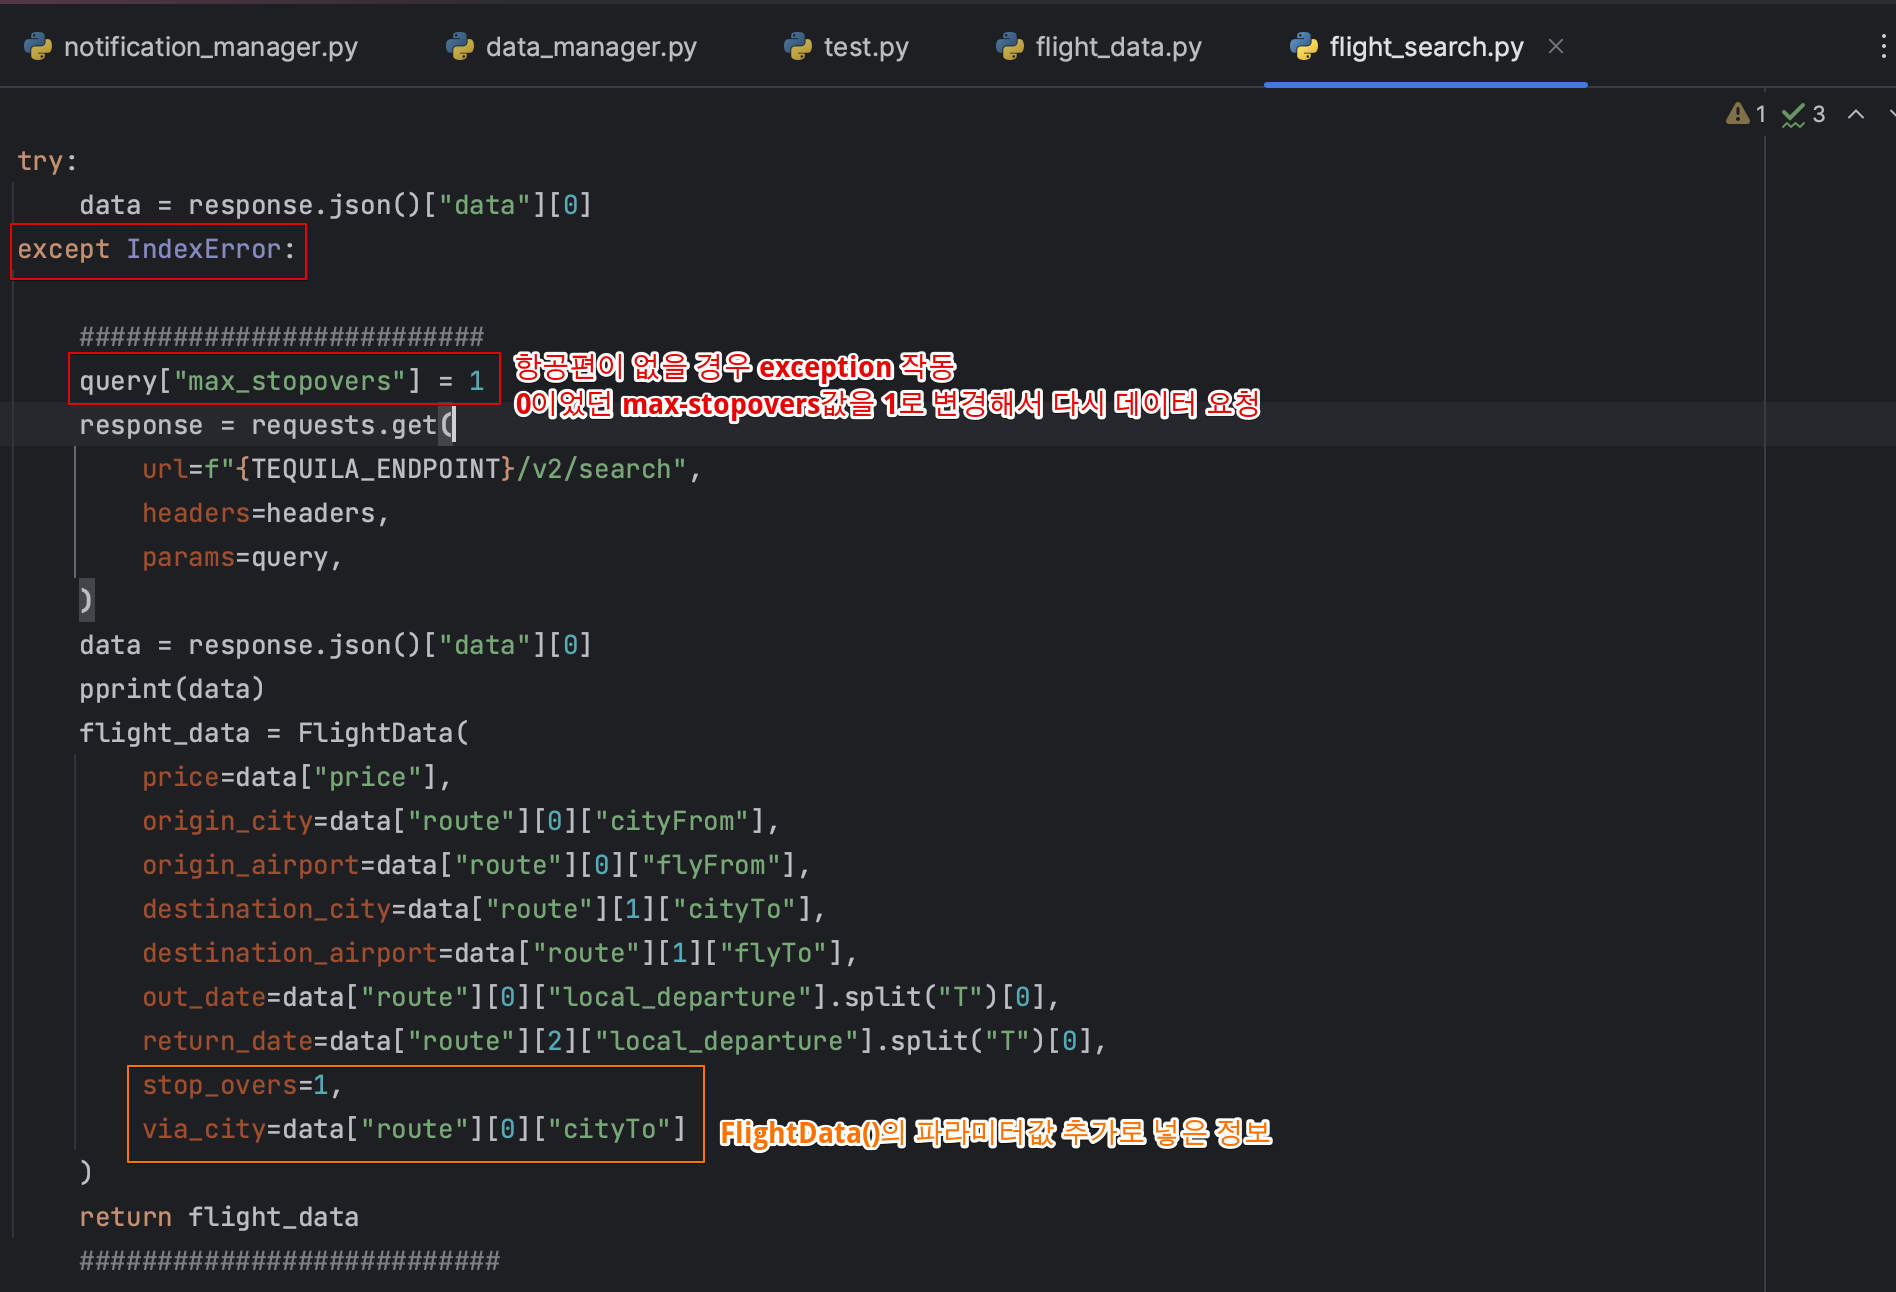 notification_manager.py data_manager.py test.py flight_data.py flight_search.py
1 3
try:
data = response.json()["data"][0]
except IndexError:
##########################
query["max_stopovers"] = 1
항공편이 없을 경우 exception 작동
0이었던 max-stopovers값을 1로 변경해서 다시 데이터 요청
response = requests.get(
url=f"{TEQUILA_ENDPOINT}/v2/search",
headers=headers,
params=query,
)
data = response.json()["data"][0]
pprint(data)
flight_data = FlightData(
price=data["price"],
origin_city=data["route"][0]["cityFrom"],
origin_airport=data["route"][0]["flyFrom"],
destination_city=data["route"][1]["cityTo"],
destination_airport=data["route"][1]["flyTo"],
out_date=data["route"][0]["local_departure"].split("T")[0],
return_date=data["route"][2]["local_departure"].split("T")[0],
stop_overs=1,
via_city=data["route"][0]["cityTo"]
FlightData()의 파라미터값 추가로 넣은 정보
)
return flight_data
###########################